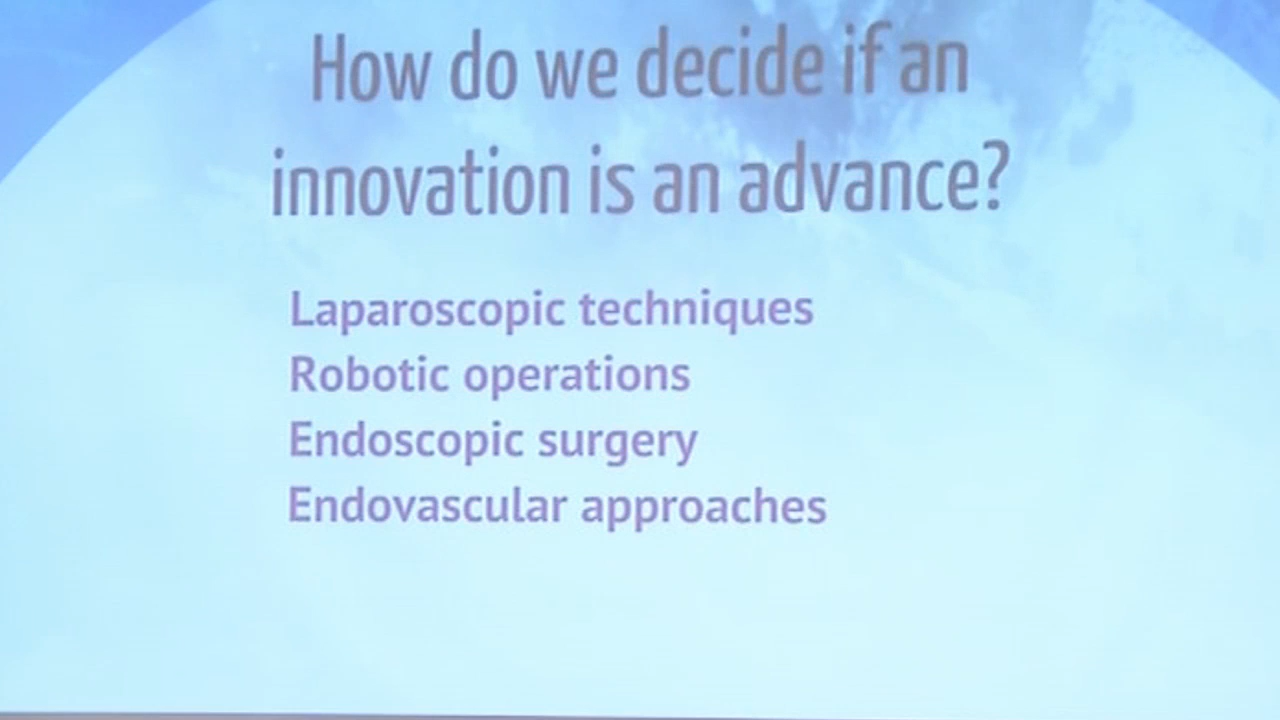 How do we decide if an
innovation is an advance?
Laparoscopic techniques
Robotic operations
Endoscopic surgery
Endovascular approaches